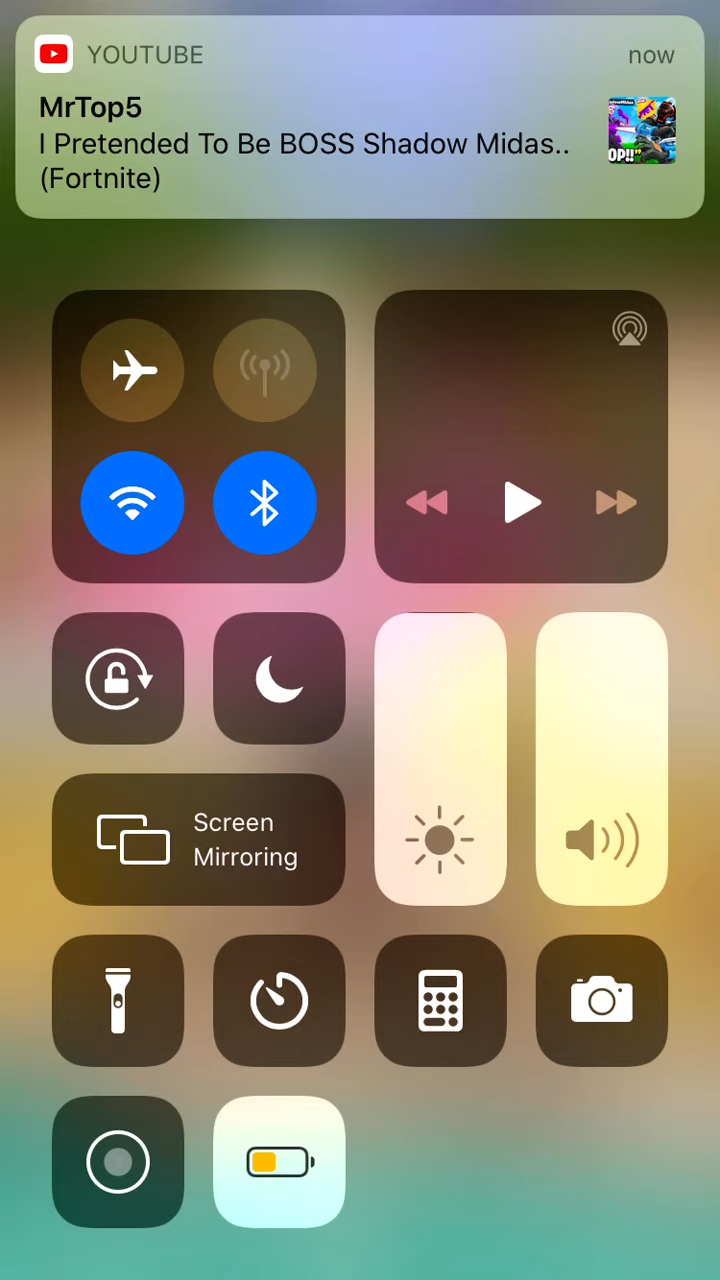 YOUTUBE
now
MrTop5
I Pretended To Be BOSS Shadow Midas..
(Fortnite)
OP!!"
Screen
Mirroring